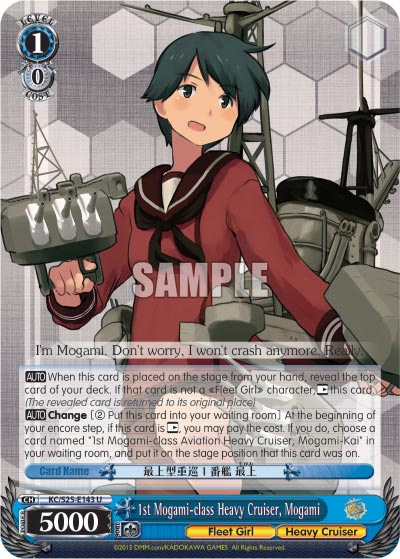 LEVEL
1
0
COST
SAMPLE
I'm Mogami. Don't worry, I won't crash anymore. Really.
AUTO When this card is placed on the stage from your hand, reveal the top
of your deck. If that card is not a «Fleet Girl» character, this card.
(The revealed card is returned to its original place)
AUTO Change [② Put this card into your waiting room] At the beginning of
your encore step, if this card is, you may pay the cost. If you do, choose a
card named "1st Mogami-class Aviation Heavy Cruiser, Mogami-Kai" in
your waiting room, and put it on the stage position that this card was on.
Card Name 最上型重巡1番艦 最上
CH KC/S25-E143 U
POWER 5000 1st Mogami-class Heavy Cruiser, Mogami
Fleet Girl Heavy Cruiser
©2015 DMM.com/KADOKAWA GAMES All Rights Reserved.